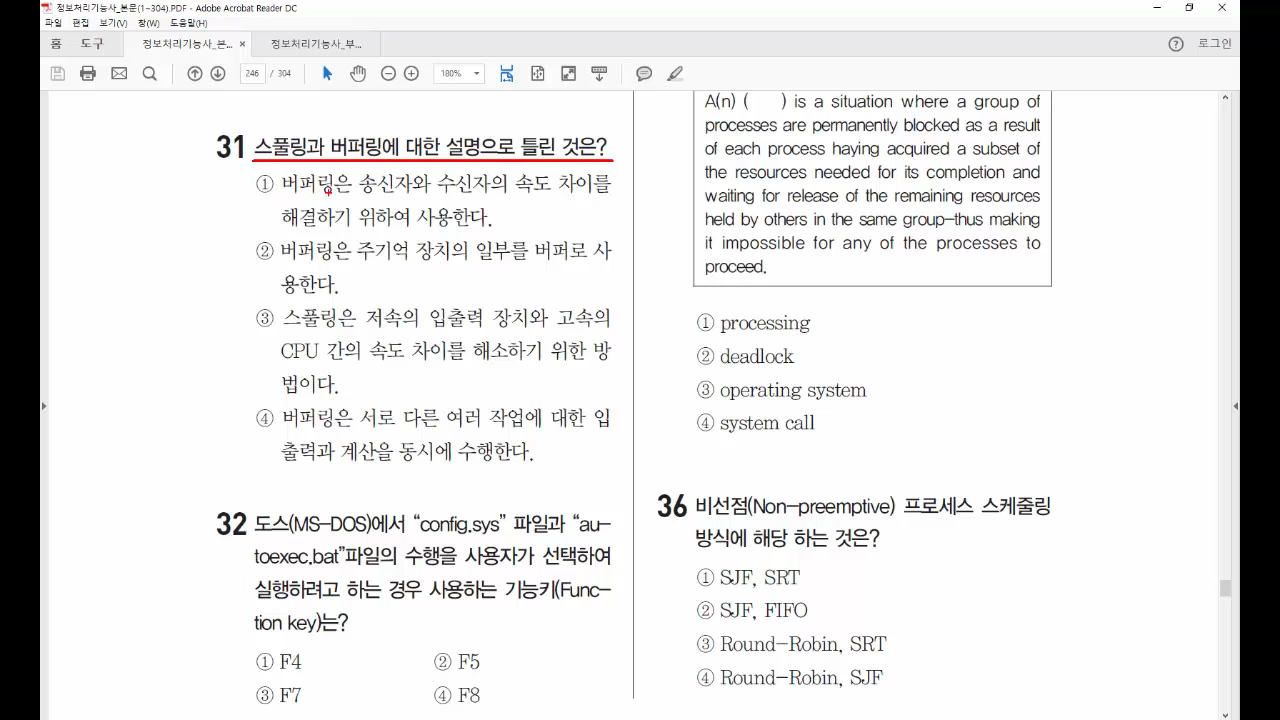 정보처리기능사_본문(1~304).PDF - Adobe Acrobat Reader DC
파일 편집 보기(V) 창(W) 도움말(H)
홈 도구 정보처리기능사_본... × 정보처리기능사_부... 로그인
246 / 304 180%
31 스풀링과 버퍼링에 대한 설명으로 틀린 것은?
① 버퍼링은 송신자와 수신자의 속도 차이를
해결하기 위하여 사용한다.
② 버퍼링은 주기억 장치의 일부를 버퍼로 사
용한다.
③ 스풀링은 저속의 입출력 장치와 고속의
CPU 간의 속도 차이를 해소하기 위한 방
법이다.
④ 버퍼링은 서로 다른 여러 작업에 대한 입
출력과 계산을 동시에 수행한다.
32 도스(MS-DOS)에서 “config.sys” 파일과 “au-
toexec.bat”파일의 수행을 사용자가 선택하여
실행하려고 하는 경우 사용하는 기능키(Func-
tion key)는?
① F4 ② F5
③ F7 ④ F8
A(n) ( ) is a situation where a group of
processes are permanently blocked as a result
of each process haying acquired a subset of
the resources needed for its completion and
waiting for release of the remaining resources
held by others in the same group-thus making
it impossible for any of the processes to
proceed.
① processing
② deadlock
③ operating system
④ system call
36 비선점(Non-preemptive) 프로세스 스케줄링
방식에 해당 하는 것은?
① SJF, SRT
② SJF, FIFO
③ Round-Robin, SRT
④ Round-Robin, SJF